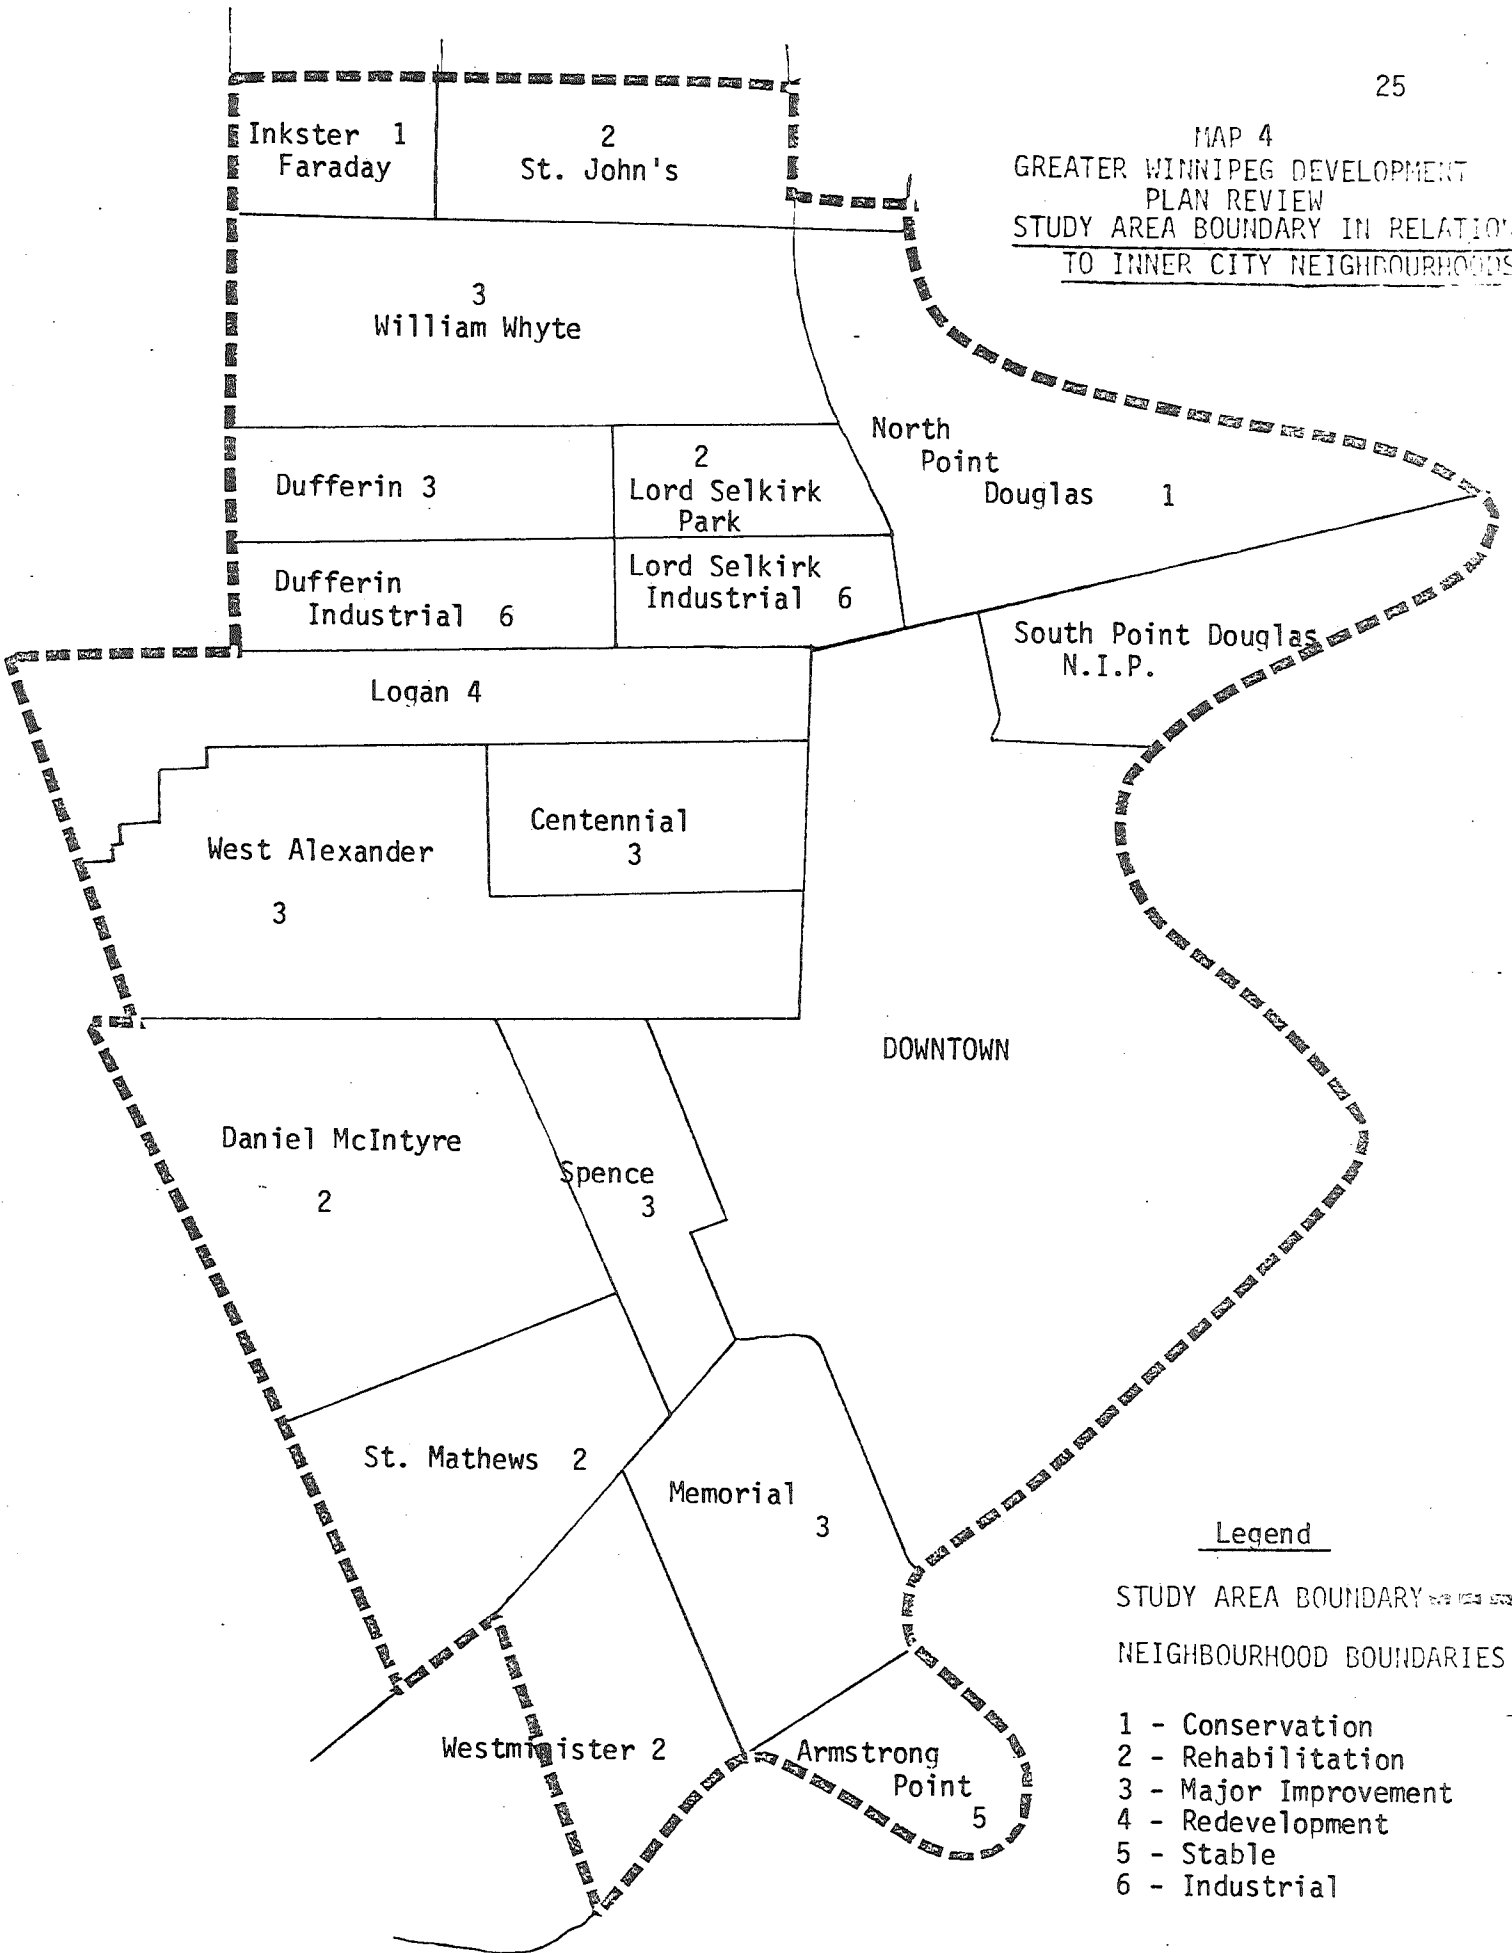 25
MAP 4
GREATER WINNIPEG DEVELOPMENT
PLAN REVIEW
STUDY AREA BOUNDARY IN RELATION
TO INNER CITY NEIGHBOURHOODS
Inkster 1
Faraday
2
St. John's
3
William Whyte
North
Point
Douglas 1
Dufferin 3
2
Lord Selkirk
Park
Dufferin
Industrial 6
Lord Selkirk
Industrial 6
South Point Douglas
N.I.P.
Logan 4
Centennial
3
West Alexander
3
DOWNTOWN
Daniel McIntyre
2
Spence
3
St. Mathews 2
Memorial
3
Westminister 2
Armstrong
Point
5
Legend
STUDY AREA BOUNDARY
NEIGHBOURHOOD BOUNDARIES
1 - Conservation
2 - Rehabilitation
3 - Major Improvement
4 - Redevelopment
5 - Stable
6 - Industrial